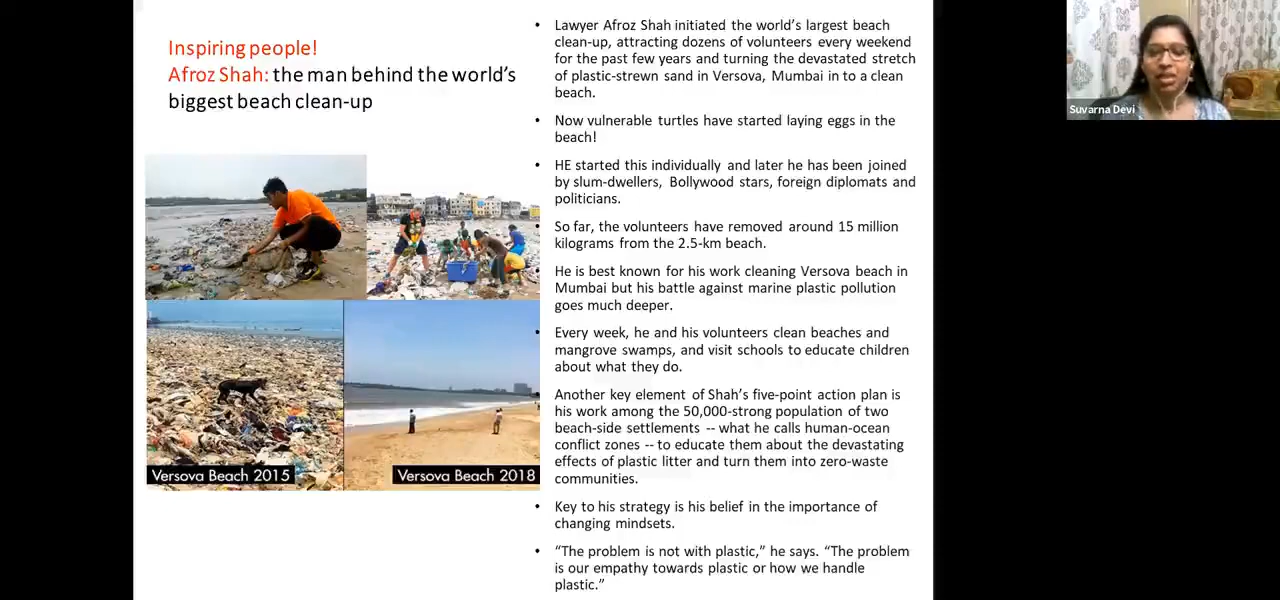 Inspiring people!
Afroz Shah: the man behind the world's
biggest beach clean-up
Versova Beach 2015
Versova Beach 2018
• Lawyer Afroz Shah initiated the world's largest beach
clean-up, attracting dozens of volunteers every weekend
for the past few years and turning the devastated stretch
of plastic-strewn sand in Versova, Mumbai in to a clean
beach.
• Now vulnerable turtles have started laying eggs in the
beach!
• HE started this individually and later he has been joined
by slum-dwellers, Bollywood stars, foreign diplomats and
politicians.
• So far, the volunteers have removed around 15 million
kilograms from the 2.5-km beach.
He is best known for his work cleaning Versova beach in
Mumbai but his battle against marine plastic pollution
goes much deeper.
• Every week, he and his volunteers clean beaches and
mangrove swamps, and visit schools to educate children
about what they do.
Another key element of Shah's five-point action plan is
his work among the 50,000-strong population of two
beach-side settlements -- what he calls human-ocean
conflict zones -- to educate them about the devastating
effects of plastic litter and turn them into zero-waste
communities.
• Key to his strategy is his belief in the importance of
changing mindsets.
• “The problem is not with plastic,” he says. “The problem
is our empathy towards plastic or how we handle
plastic.”
Suvarna Devi